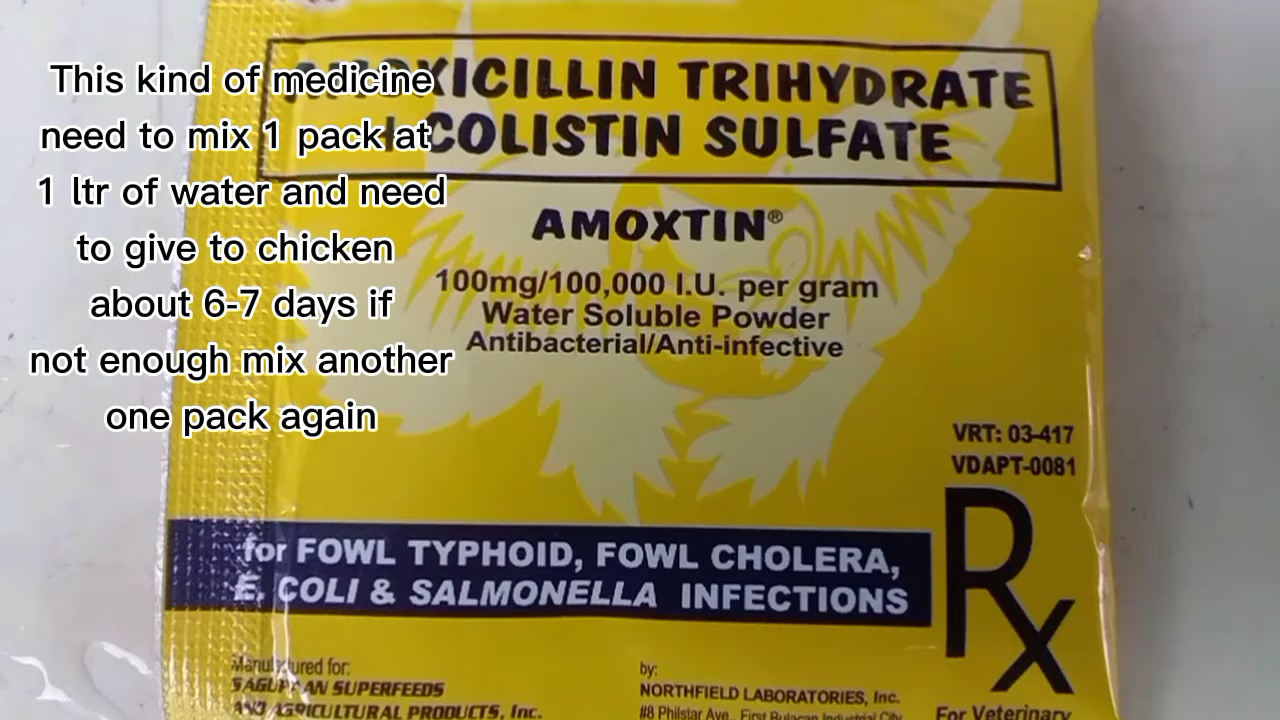 This kind of medicine
need to mix 1 pack at
1 ltr of water and need
to give to chicken
about 6-7 days if
not enough mix another
one pack again
AMOXICILLIN TRIHYDRATE
+ COLISTIN SULFATE
AMOXTIN®
100mg/100,000 I.U. per gram
Water Soluble Powder
Antibacterial/Anti-infective
VRT: 03-417
VDAPT-0081
Rx
for FOWL TYPHOID, FOWL CHOLERA,
E. COLI & SALMONELLA INFECTIONS
Manufactured for:
SAGUPAN SUPERFEEDS
AND AGRICULTURAL PRODUCTS, Inc.
by:
NORTHFIELD LABORATORIES, Inc.
#8 Philstar Ave., First Bulacan Industrial City
For Veterinary